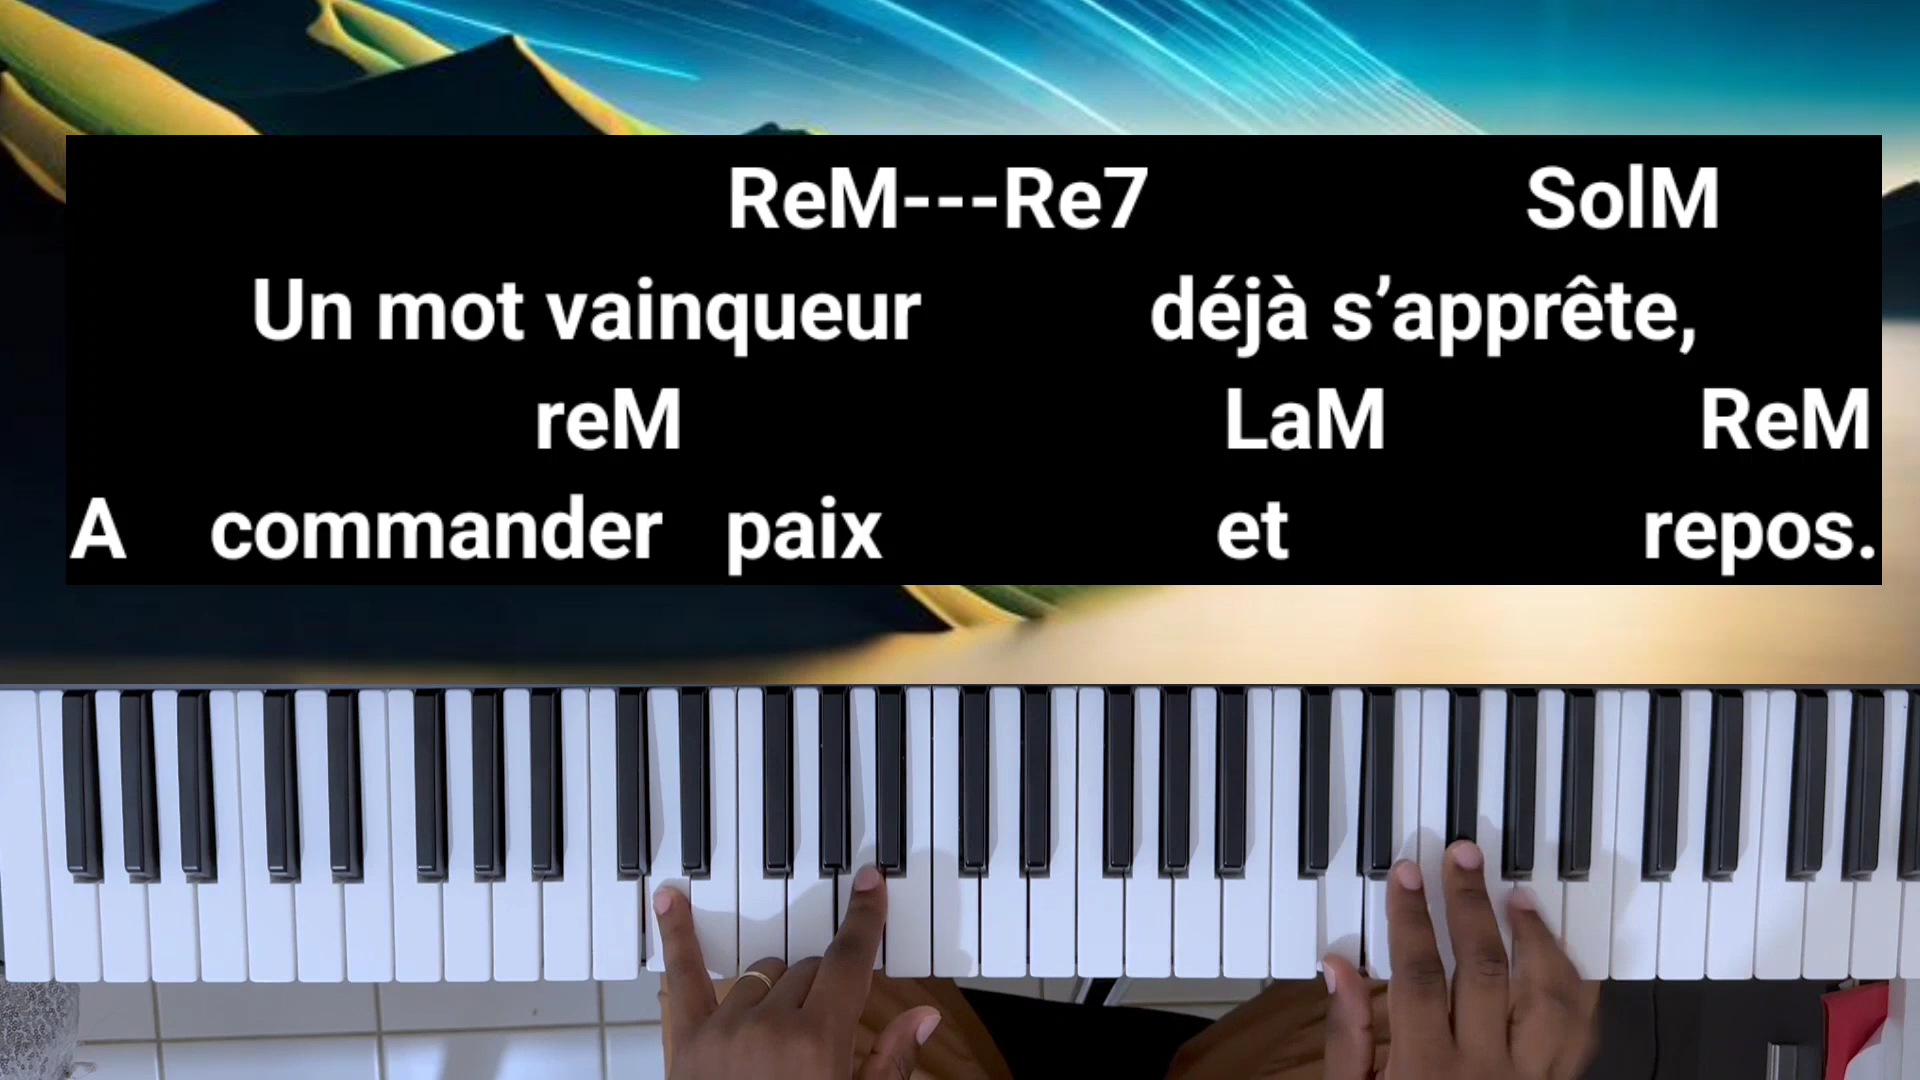 ReM---Re7 SolM
Un mot vainqueur déjà s’apprête,
reM LaM ReM
A commander paix et repos.